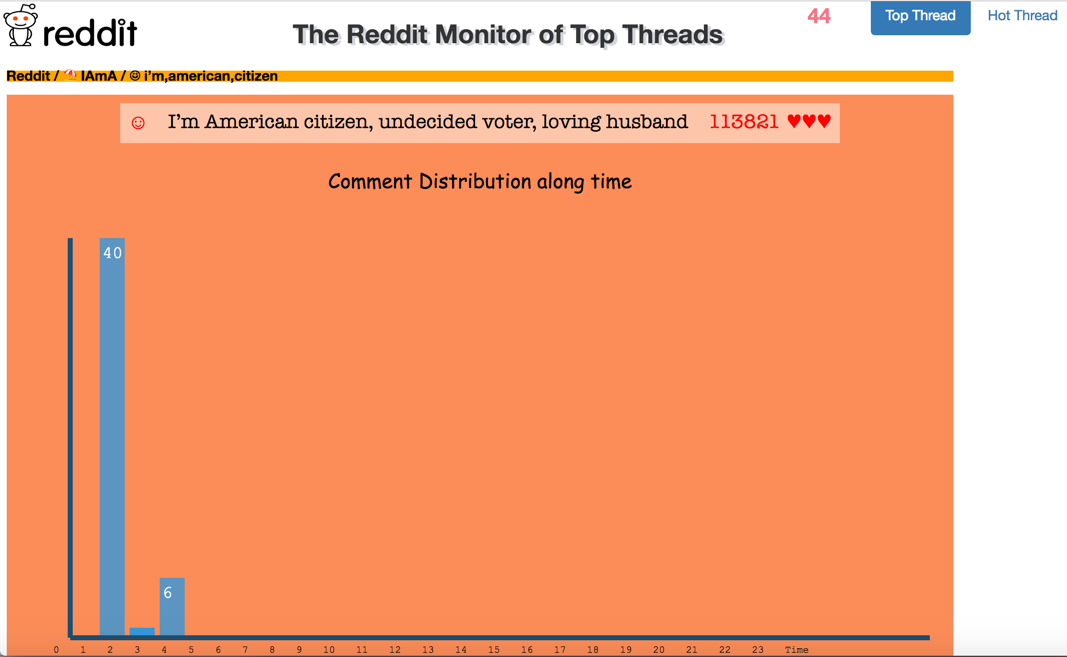 reddit
The Reddit Monitor of Top Threads
44
Top Thread
Hot Thread
Reddit / ⛱ IAmA / ☺ i’m,american,citizen
☺ I’m American citizen, undecided voter, loving husband 113821 ♥♥♥
Comment Distribution along time
40
6
0 1 2 3 4 5 6 7 8 9 10 11 12 13 14 15 16 17 18 19 20 21 22 23 Time